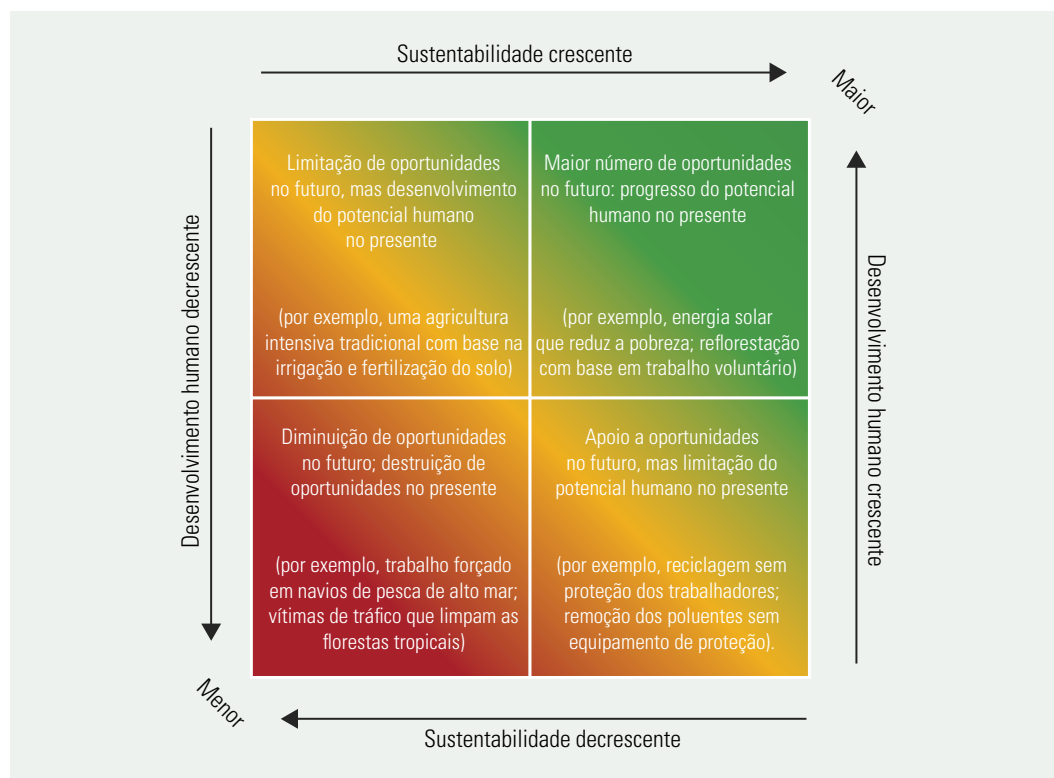 Sustentabilidade crescente
Maior
Desenvolvimento humano decrescente
Limitação de oportunidades
no futuro, mas desenvolvimento
do potencial humano
no presente
(por exemplo, uma agricultura
intensiva tradicional com base na
irrigação e fertilização do solo)
Maior número de oportunidades
no futuro: progresso do potencial
humano no presente
(por exemplo, energia solar
que reduz a pobreza; reflorestação
com base em trabalho voluntário)
Diminuição de oportunidades
no futuro; destruição de
oportunidades no presente
(por exemplo, trabalho forçado
em navios de pesca de alto mar;
vítimas de tráfico que limpam as
florestas tropicais)
Apoio a oportunidades
no futuro, mas limitação do
potencial humano no presente
(por exemplo, reciclagem sem
proteção dos trabalhadores;
remoção dos poluentes sem
equipamento de proteção).
Desenvolvimento humano crescente
Menor
Sustentabilidade decrescente